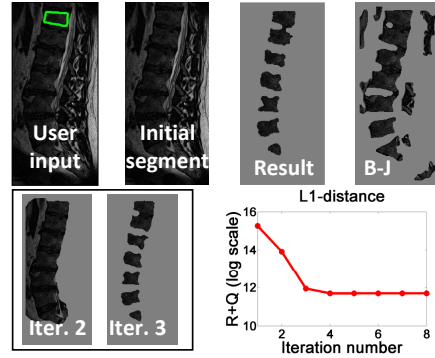 User
input
Initial
segment
Result
B-J
Iter. 2
Iter. 3
L1-distance
R+Q (log scale)
16
14
12
10
2
4
6
8
Iteration number